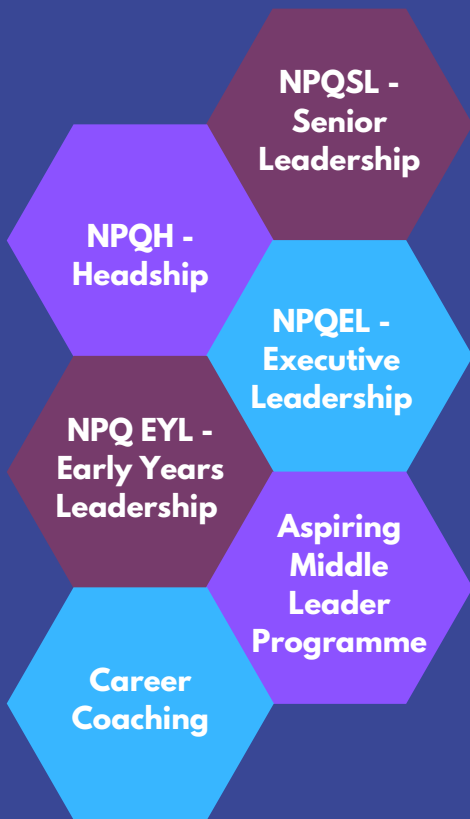 NPQSL -
Senior
Leadership
NPQH -
Headship
NPQEL -
Executive
Leadership
NPQ EYL -
Early Years
Leadership
Aspiring
Middle
Leader
Programme
Career
Coaching